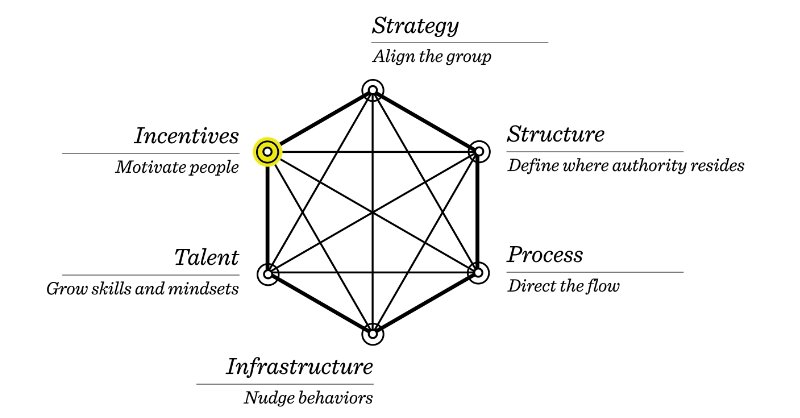 Strategy
Align the group
Incentives
Motivate people
Structure
Define where authority resides
Talent
Grow skills and mindsets
Process
Direct the flow
Infrastructure
Nudge behaviors